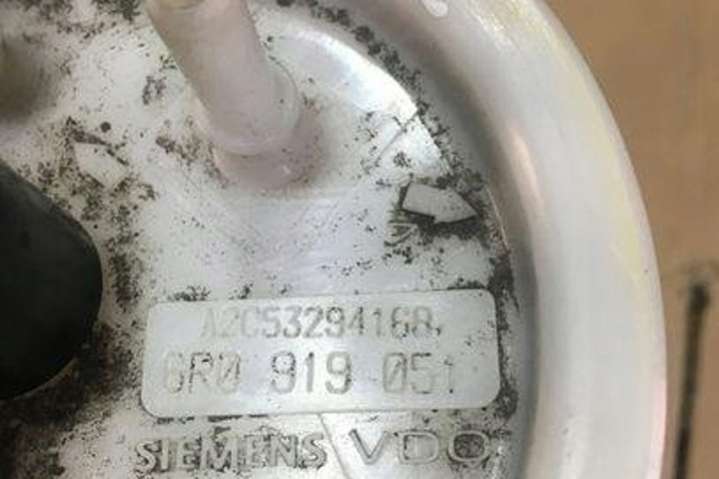 A2C53294168
6R0 919 051
SIEMENS VDO